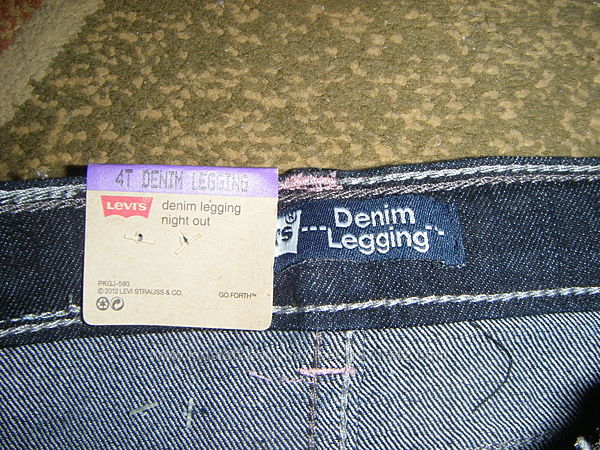 4T DENIM LEGGING
LEVI'S
denim legging
night out
PKGJ-590
© 2012 LEVI STRAUSS & CO.
GO FORTH™
Denim
Legging